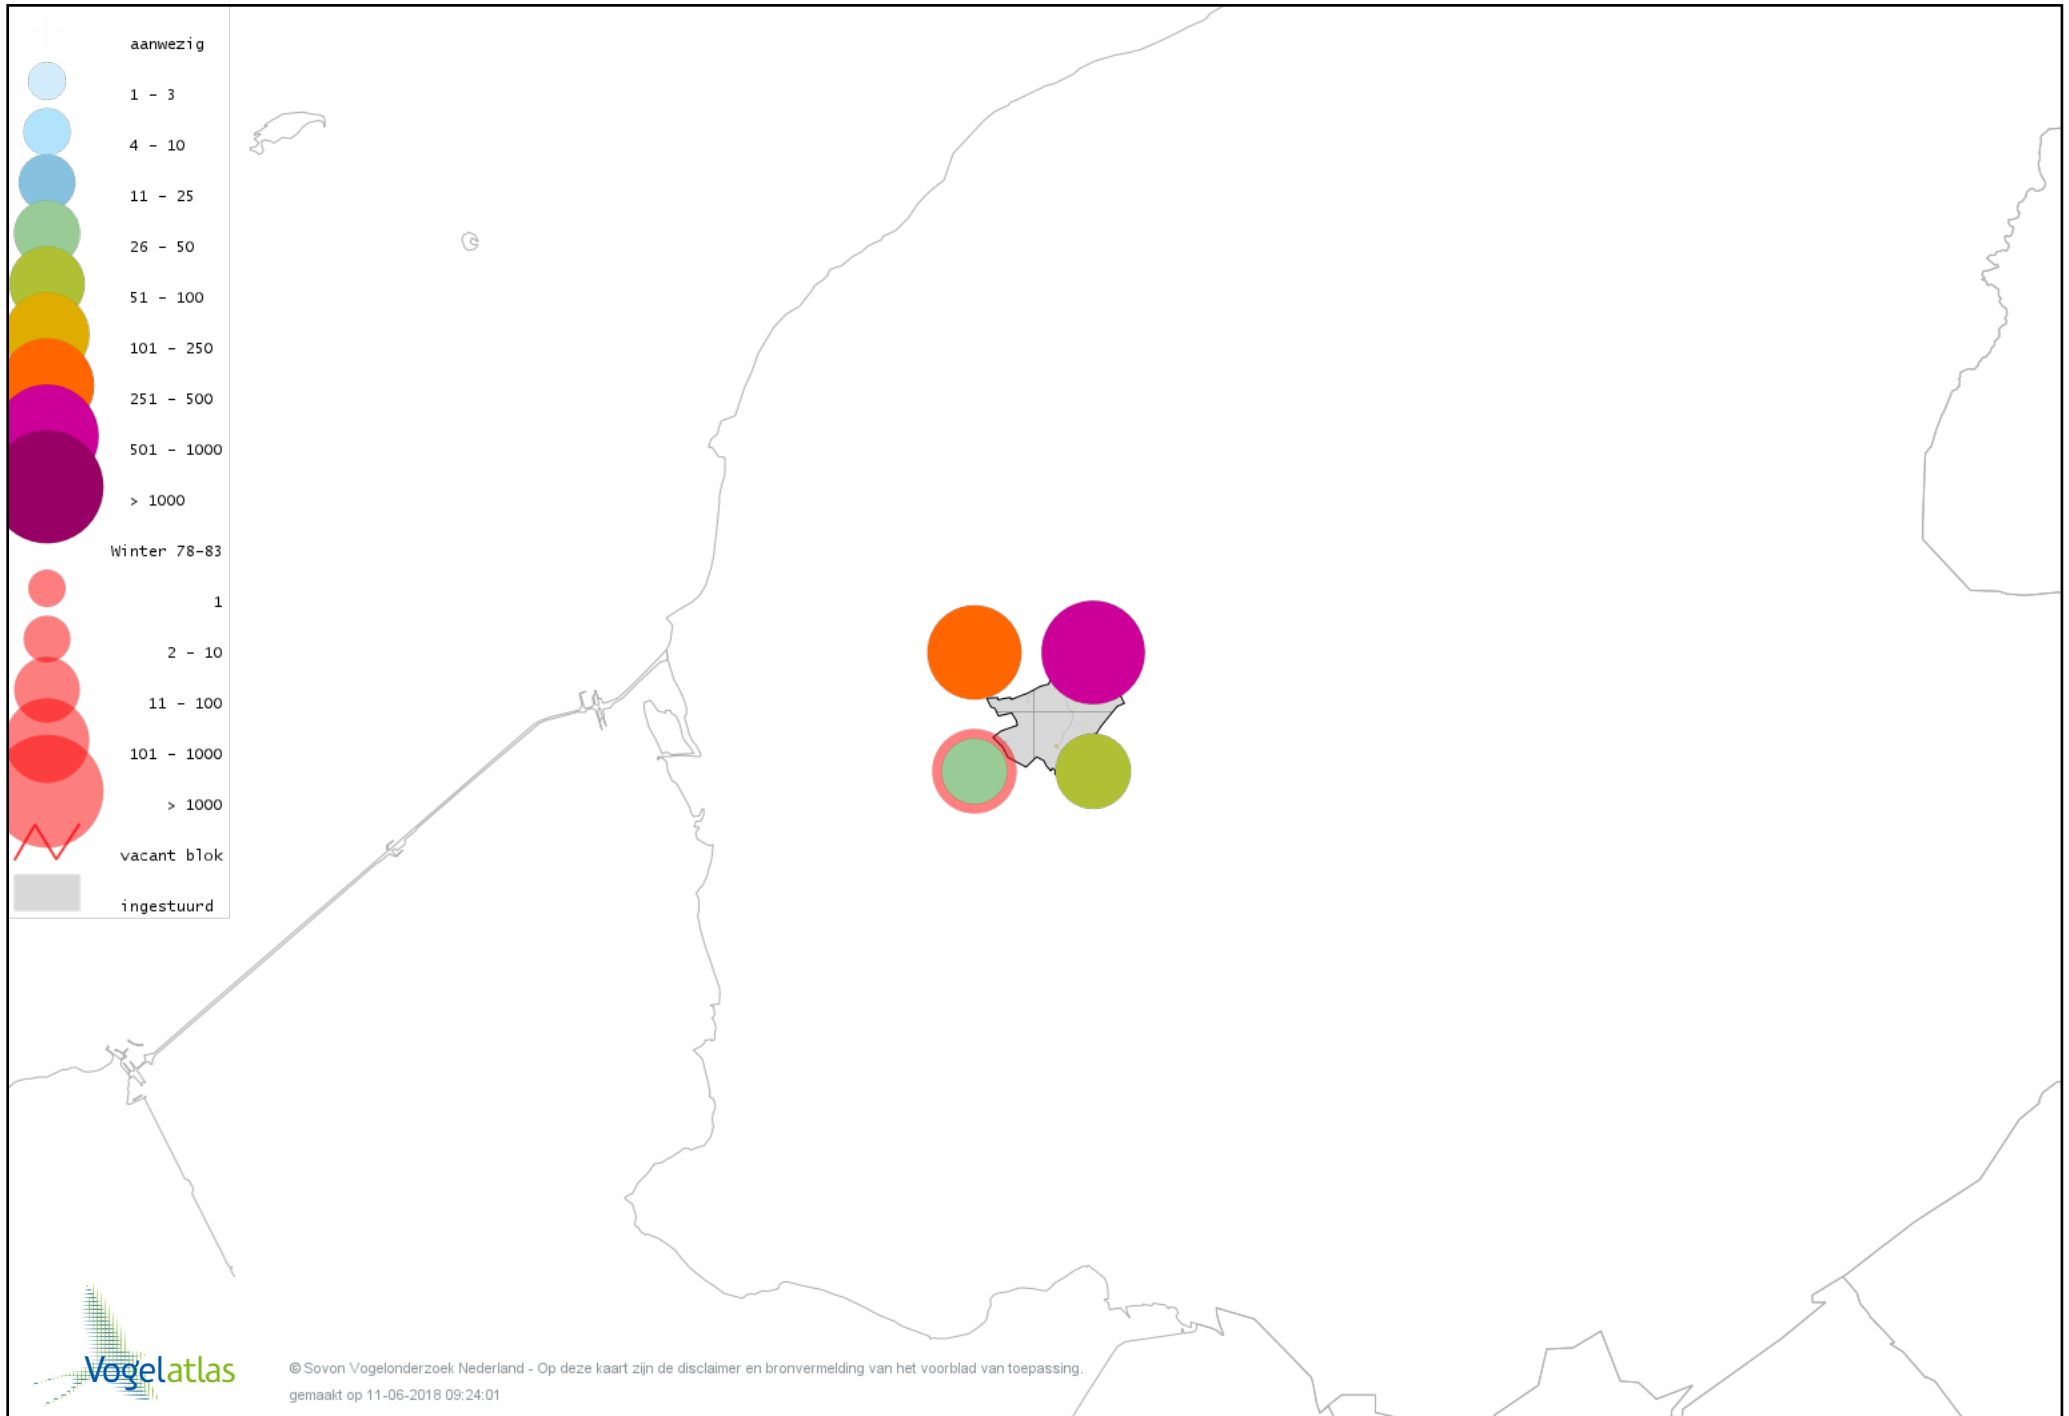 aanwezig
1 - 3
4 - 10
11 - 25
26 - 50
51 - 100
101 - 250
251 - 500
501 - 1000
> 1000
Winter 78-83
1
2 - 10
11 - 100
101 - 1000
> 1000
vacant blok
ingestuurd
Vogelatlas
© Sovon Vogelonderzoek Nederland - Op deze kaart zijn de disclaimer en bronvermelding van het voorblad van toepassing.
gemaakt op 11-06-2018 09:24:01